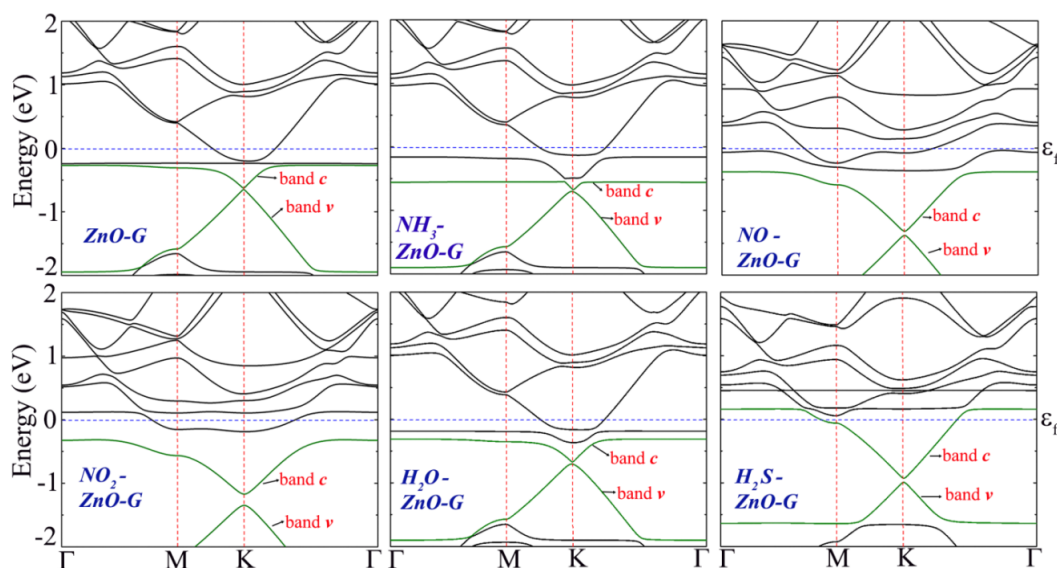 2
1
0
-1
-2
Energy (eV)
band c
band v
ZnO-G
band c
band v
NH3-
ZnO-G
εf
band c
band v
NO-
ZnO-G
2
1
0
-1
-2
Energy (eV)
band c
band v
NO2-
ZnO-G
band c
band v
H2O-
ZnO-G
εf
band c
band v
H2S-
ZnO-G
Γ M K Γ M K Γ M K Γ